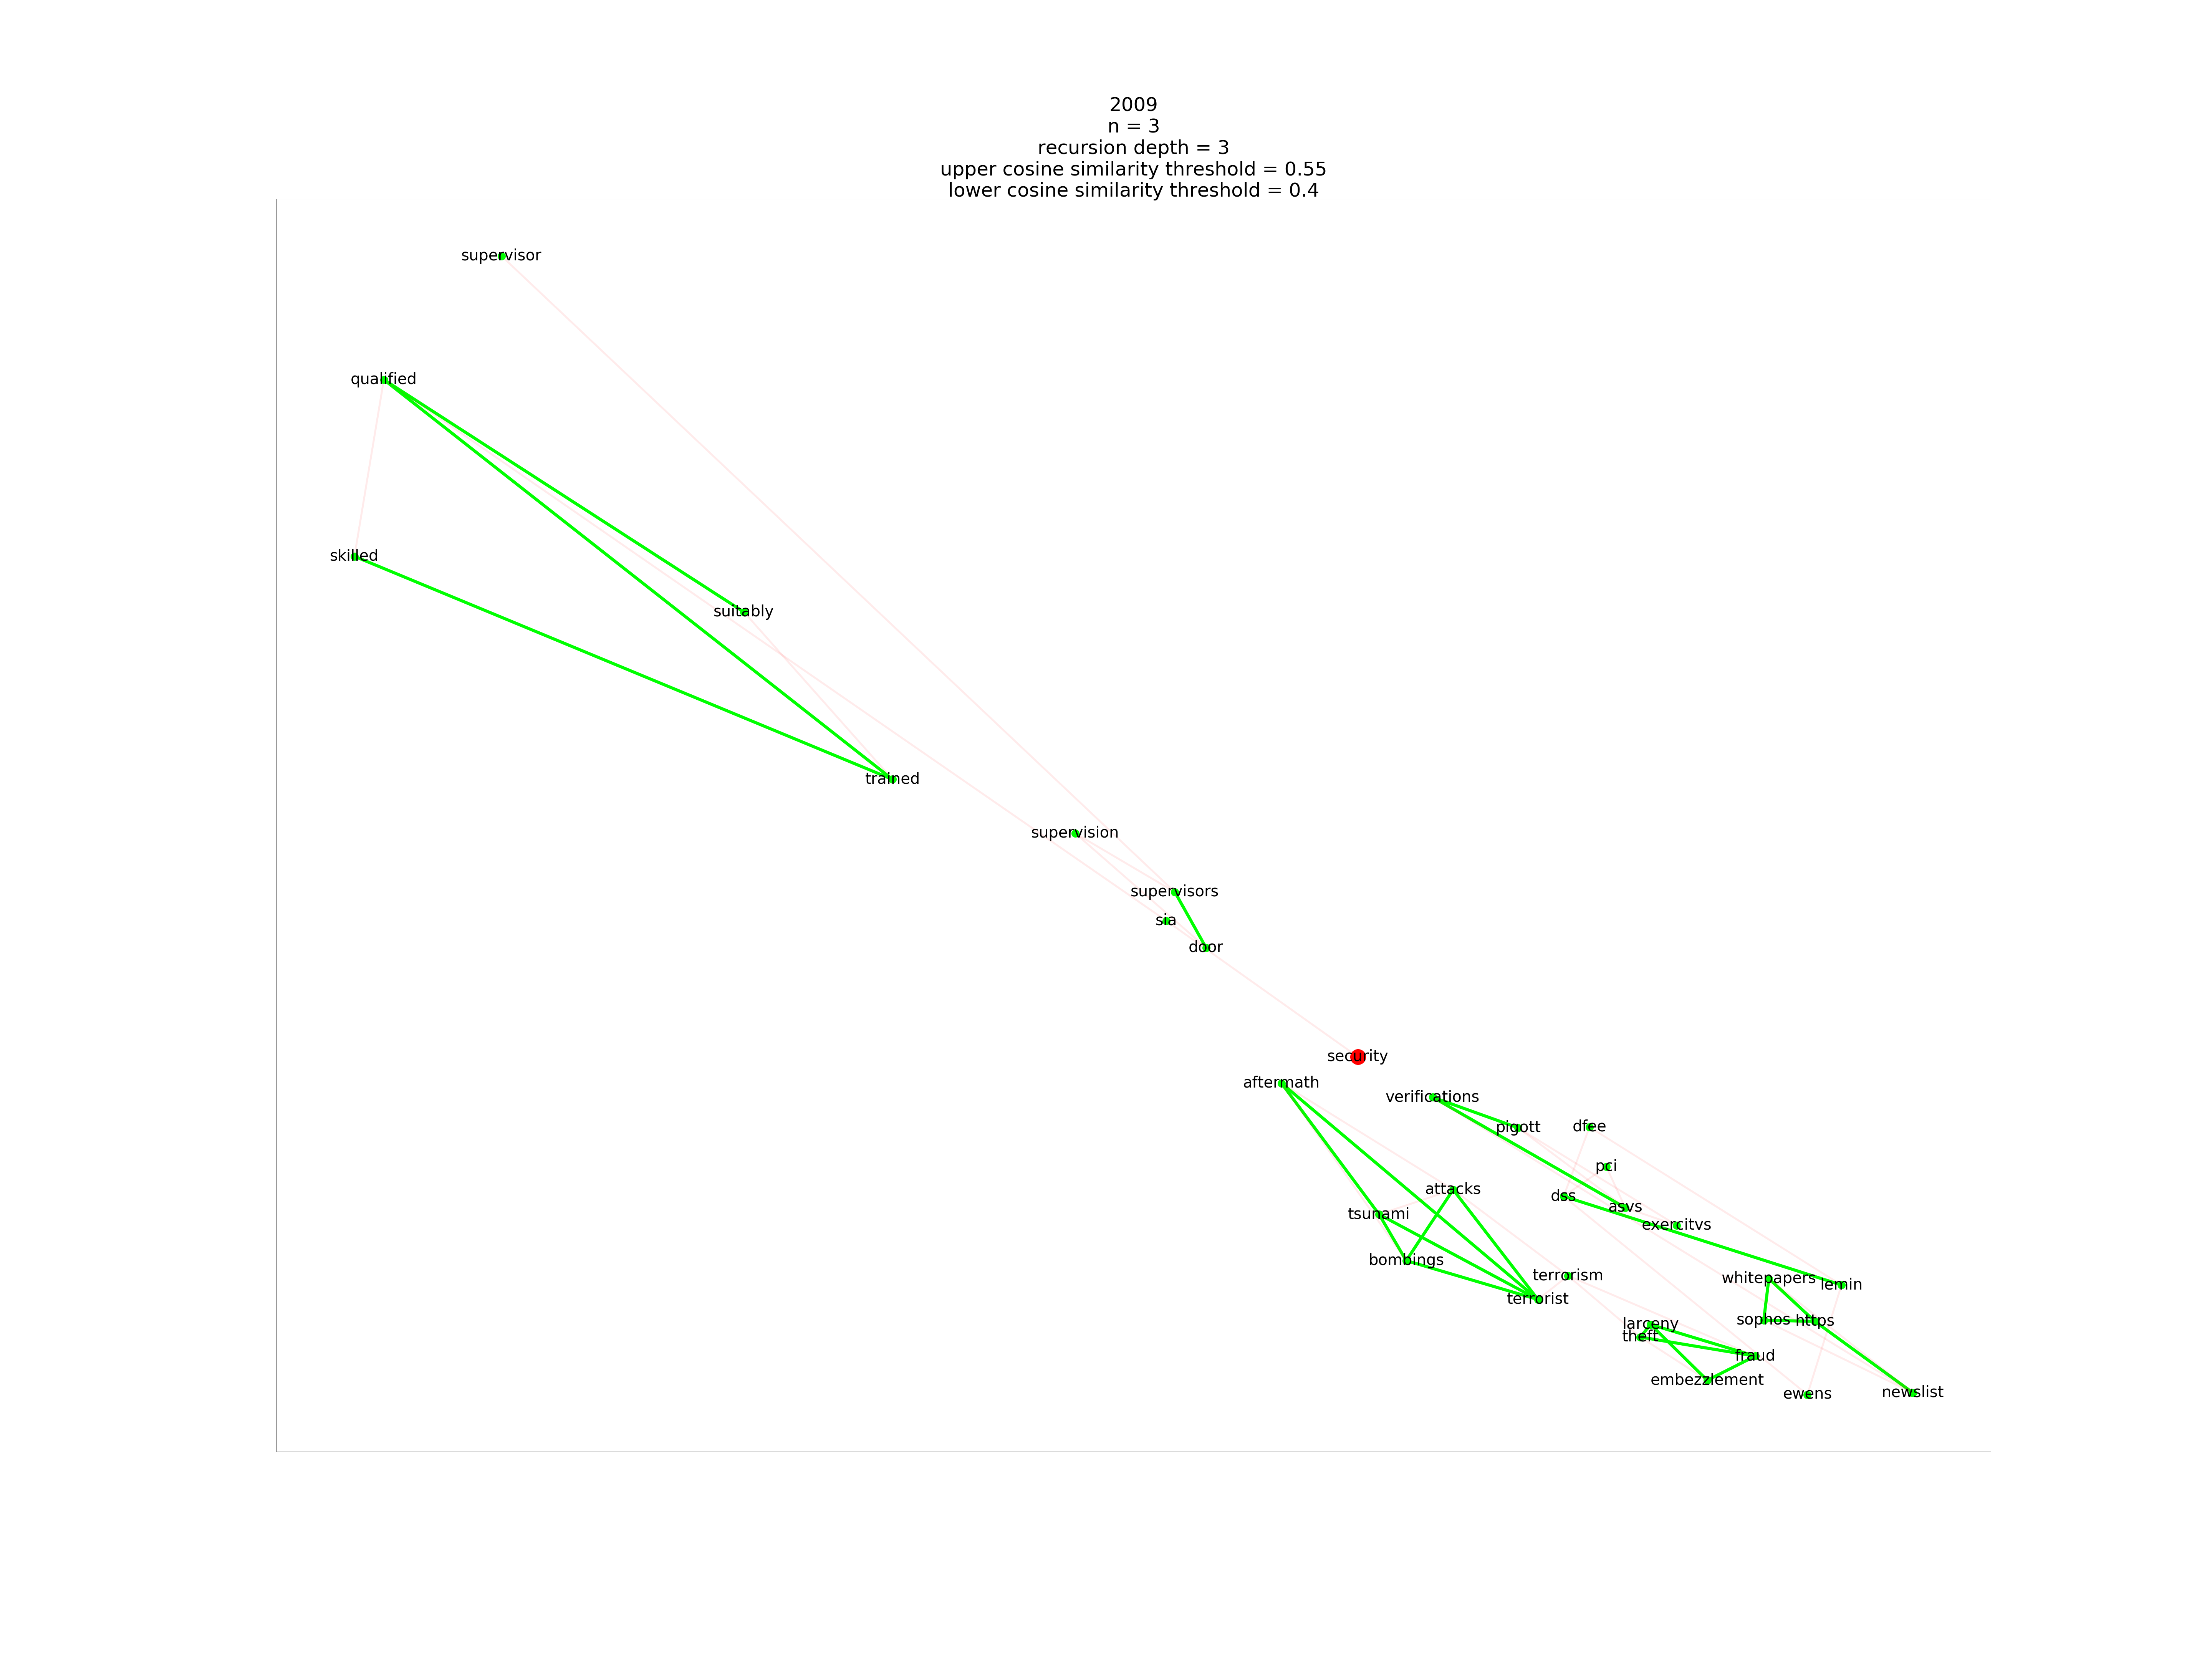 2009
n = 3
recursion depth = 3
upper cosine similarity threshold = 0.55
lower cosine similarity threshold = 0.4
supervisor
qualified
skilled
suitably
trained
supervision
supervisors
sia
door
security
aftermath
verifications
pigott
dfee
pci
attacks
dss
asvs
tsunami
exercitvs
bombings
terrorism
whitepapers
lemin
terrorist
larceny
sophos
https
theft
fraud
embezzlement
ewens
newslist